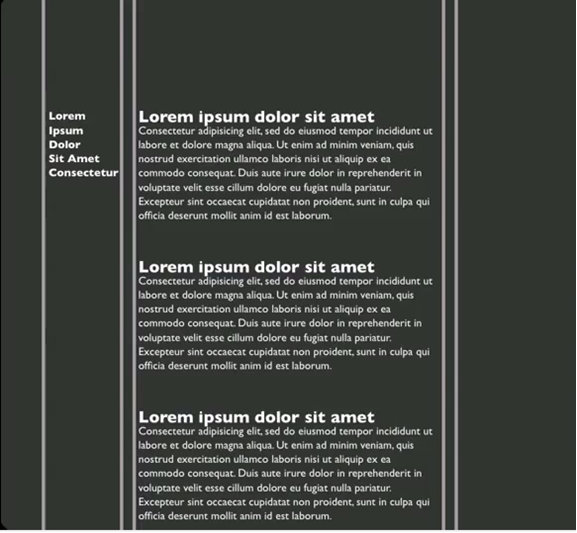 Lorem
Ipsum
Dolor
Sit Amet
Consectetur
Lorem ipsum dolor sit amet
Consectetur adipisicing elit, sed do eiusmod tempor incididunt ut
labore et dolore magna aliqua. Ut enim ad minim veniam, quis
nostrud exercitation ullamco laboris nisi ut aliquip ex ea
commodo consequat. Duis aute irure dolor in reprehenderit in
voluptate velit esse cillum dolore eu fugiat nulla pariatur.
Excepteur sint occaecat cupidatat non proident, sunt in culpa qui
officia deserunt mollit anim id est laborum.
Lorem ipsum dolor sit amet
Consectetur adipisicing elit, sed do eiusmod tempor incididunt ut
labore et dolore magna aliqua. Ut enim ad minim veniam, quis
nostrud exercitation ullamco laboris nisi ut aliquip ex ea
commodo consequat. Duis aute irure dolor in reprehenderit in
voluptate velit esse cillum dolore eu fugiat nulla pariatur.
Excepteur sint occaecat cupidatat non proident, sunt in culpa qui
officia deserunt mollit anim id est laborum.
Lorem ipsum dolor sit amet
Consectetur adipisicing elit, sed do eiusmod tempor incididunt ut
labore et dolore magna aliqua. Ut enim ad minim veniam, quis
nostrud exercitation ullamco laboris nisi ut aliquip ex ea
commodo consequat. Duis aute irure dolor in reprehenderit in
voluptate velit esse cillum dolore eu fugiat nulla pariatur.
Excepteur sint occaecat cupidatat non proident, sunt in culpa qui
officia deserunt mollit anim id est laborum.